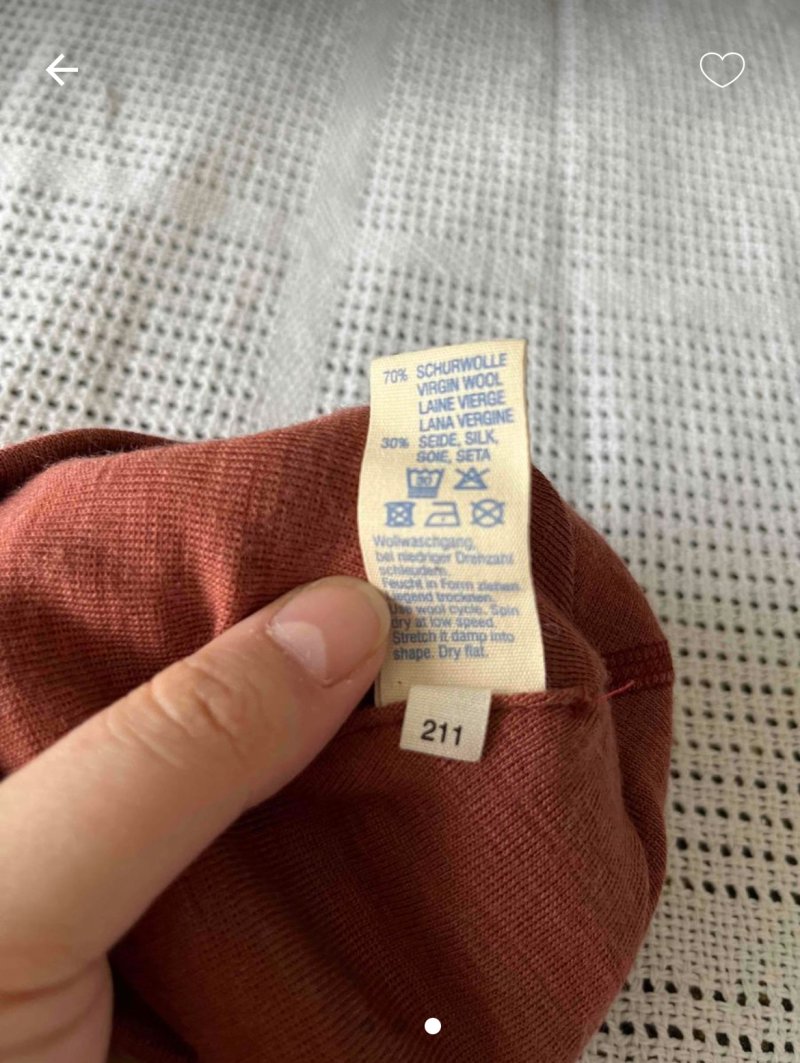 70% SCHURWOLLE
VIRGIN WOOL
LAINE VIERGE
LANA VERGINE
30% SEIDE, SILK,
SOIE, SETA
30
Wollwaschgang,
bei niedriger Drehzahl
schleudern.
Feucht in Form ziehen
liegend trocknen.
Use wool cycle. Spin
dry at low speed.
Stretch it damp into
shape. Dry flat.
211